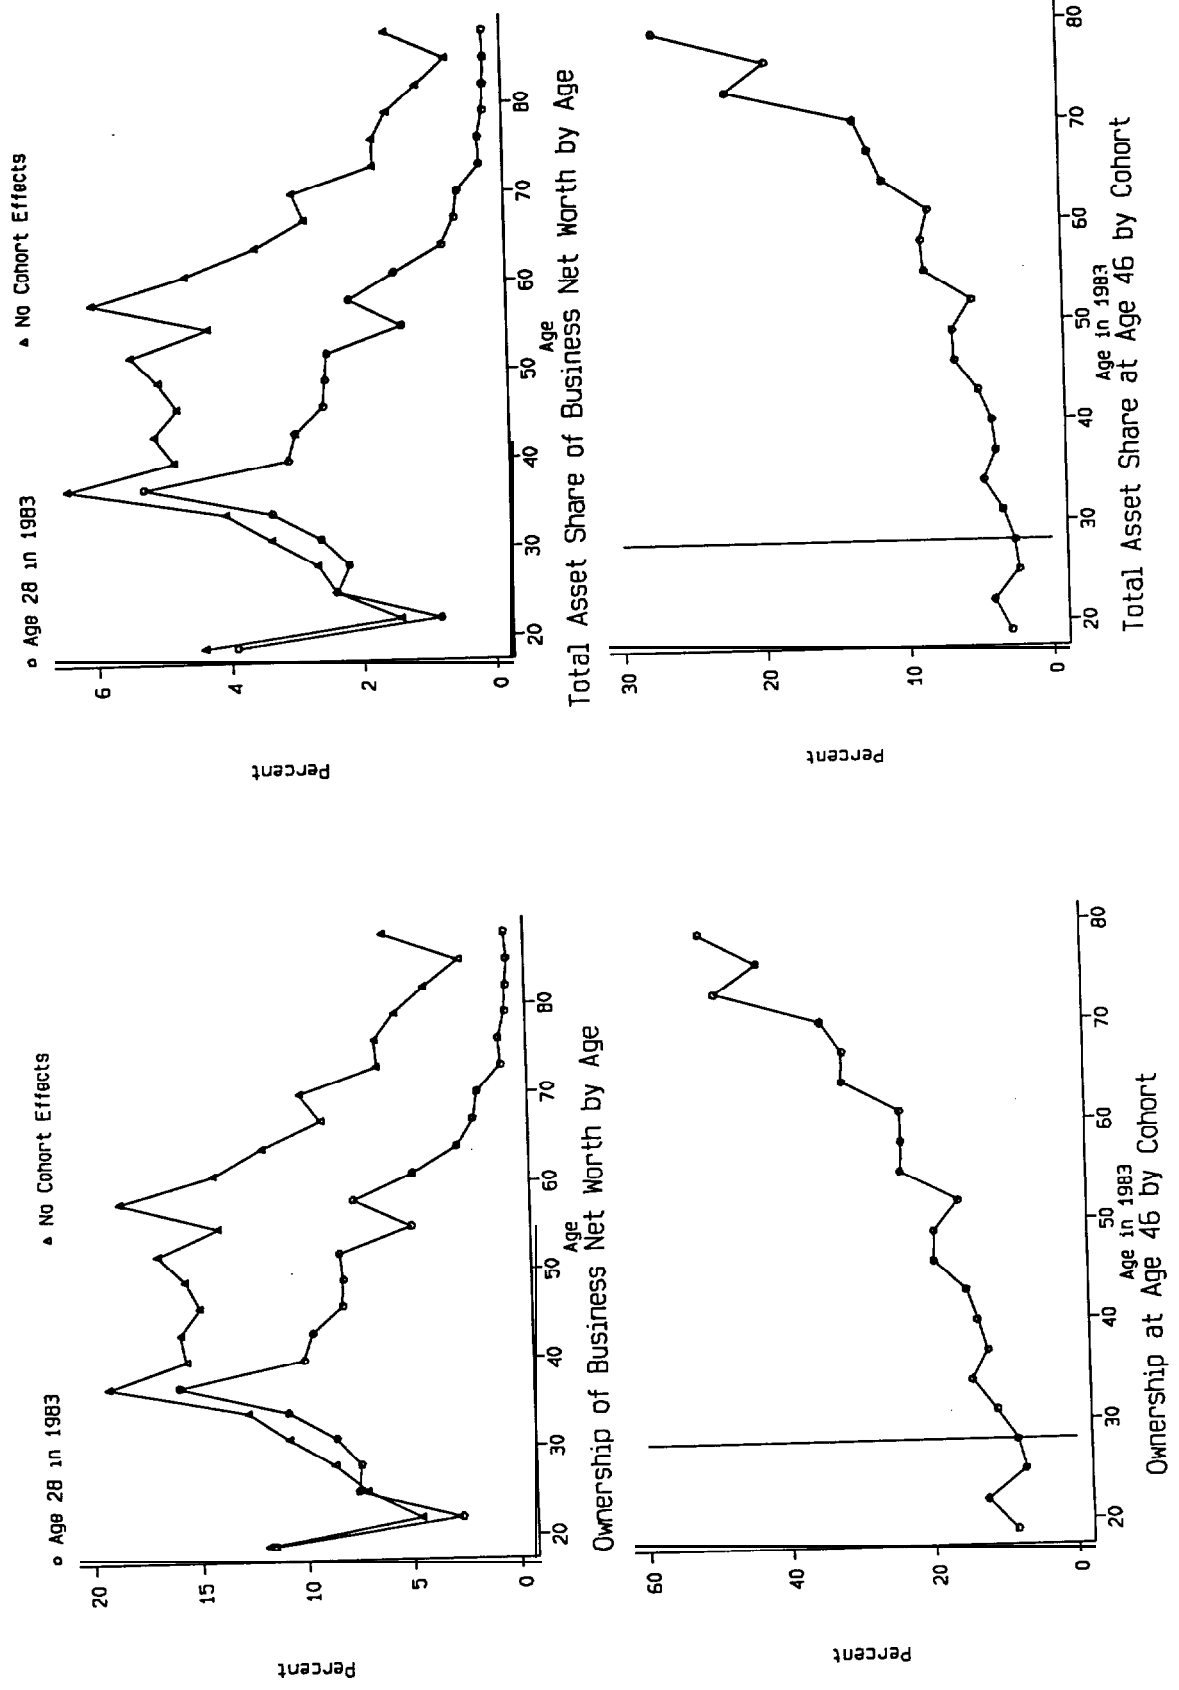 o Age 28 in 1983
▵ No Cohort Effects
Percent
20
15
10
5
0
20
30
40
50
60
70
80
Age
Ownership of Business Net Worth by Age
o Age 28 in 1983
▵ No Cohort Effects
Percent
6
4
2
0
20
30
40
50
60
70
80
Age
Total Asset Share of Business Net Worth by Age
Percent
60
40
20
0
20
30
40
50
60
70
80
Age in 1983
Ownership at Age 46 by Cohort
Percent
30
20
10
0
20
30
40
50
60
70
80
Age in 1983
Total Asset Share at Age 46 by Cohort